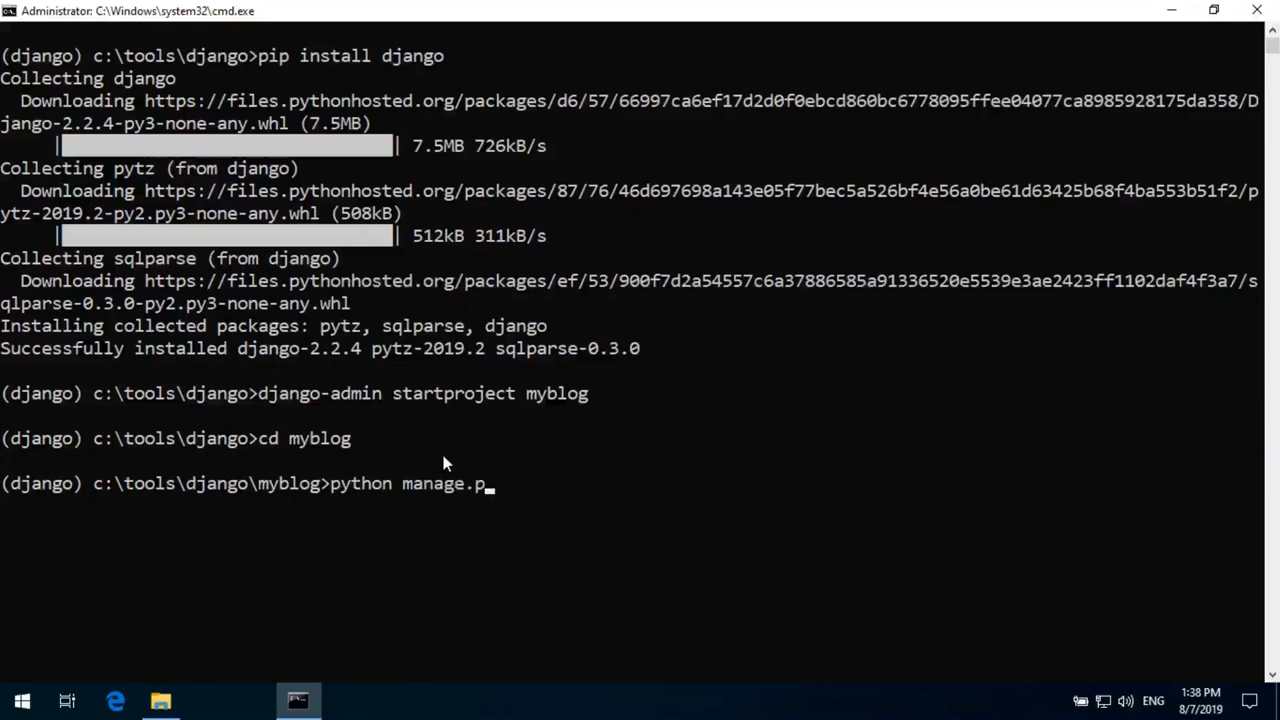 Administrator: C:\Windows\system32\cmd.exe
(django) c:\tools\django>pip install django
Collecting django
  Downloading https://files.pythonhosted.org/packages/d6/57/66997ca6ef17d2d0f0ebcd860bc6778095ffee04077ca8985928175da358/D
jango-2.2.4-py3-none-any.whl (7.5MB)
| | 7.5MB 726kB/s
Collecting pytz (from django)
  Downloading https://files.pythonhosted.org/packages/87/76/46d697698a143e05f77bec5a526bf4e56a0be61d63425b68f4ba553b51f2/p
ytz-2019.2-py2.py3-none-any.whl (508kB)
| | 512kB 311kB/s
Collecting sqlparse (from django)
  Downloading https://files.pythonhosted.org/packages/ef/53/900f7d2a54557c6a37886585a91336520e5539e3ae2423ff1102daf4f3a7/s
qlparse-0.3.0-py2.py3-none-any.whl
Installing collected packages: pytz, sqlparse, django
Successfully installed django-2.2.4 pytz-2019.2 sqlparse-0.3.0
(django) c:\tools\django>django-admin startproject myblog
(django) c:\tools\django>cd myblog
(django) c:\tools\django\myblog>python manage.p_
ENG
1:38 PM
8/7/2019